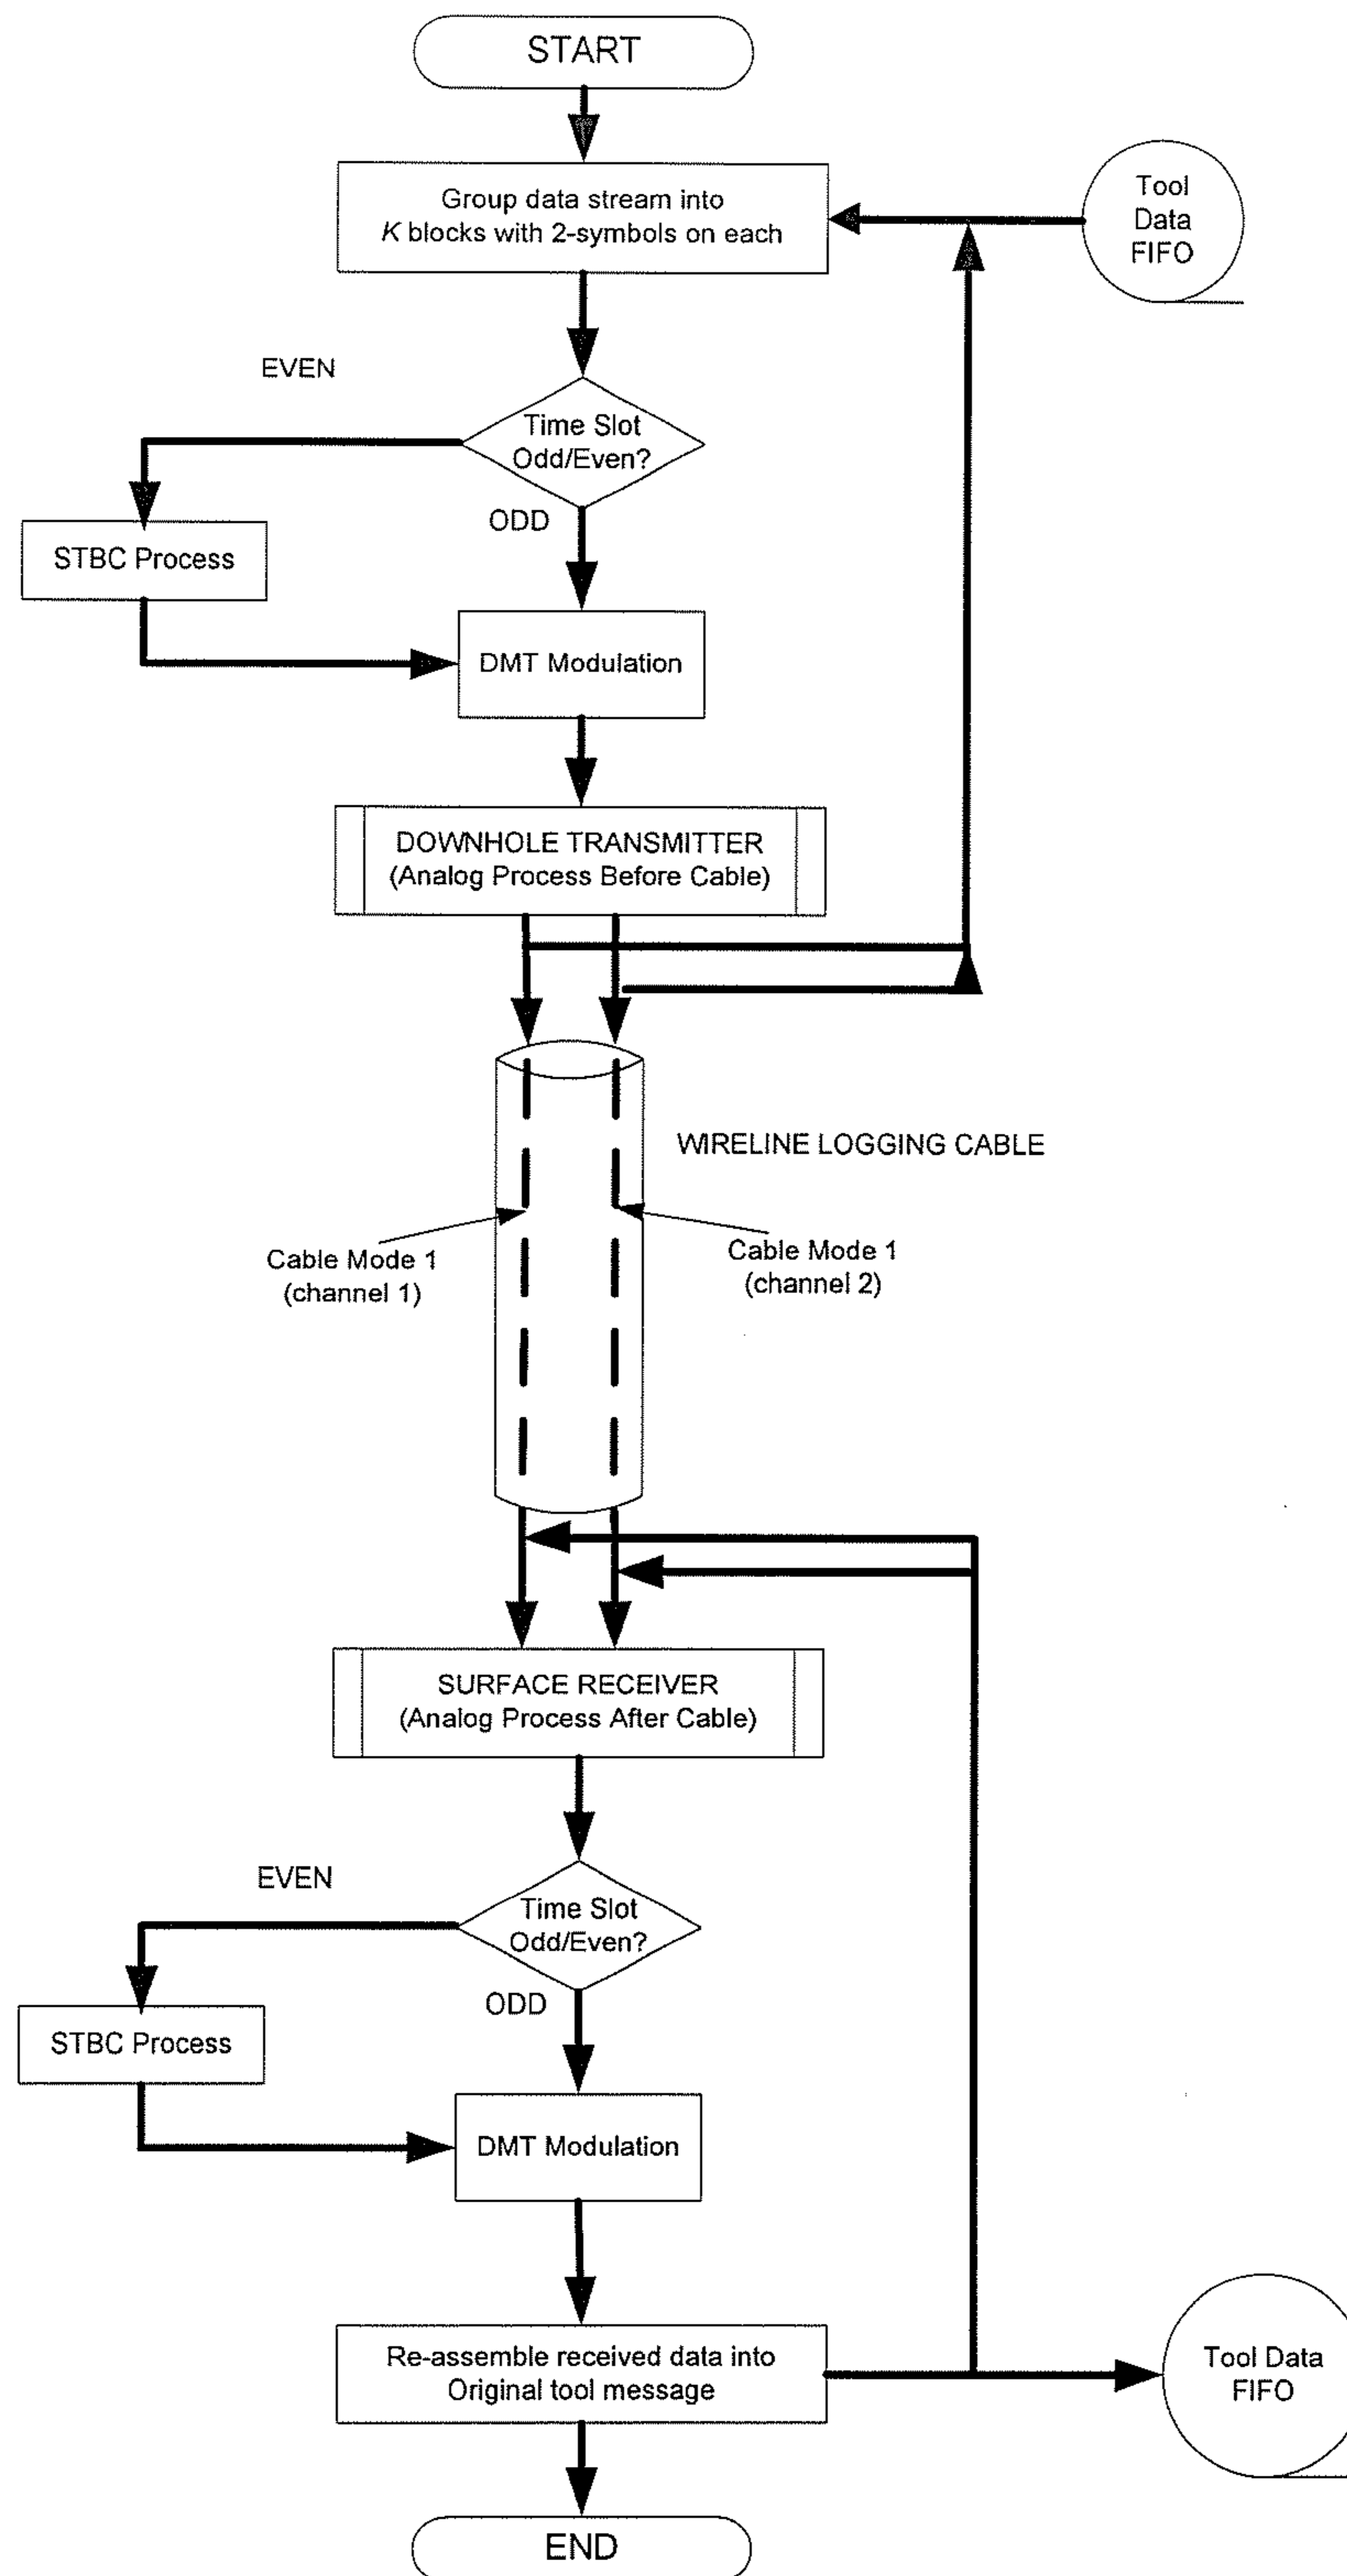 START
Group data stream into
K blocks with 2-symbols on each
Tool
Data
FIFO
EVEN
Time Slot
Odd/Even?
ODD
STBC Process
DMT Modulation
DOWNHOLE TRANSMITTER
(Analog Process Before Cable)
WIRELINE LOGGING CABLE
Cable Mode 1
(channel 1)
Cable Mode 1
(channel 2)
SURFACE RECEIVER
(Analog Process After Cable)
EVEN
Time Slot
Odd/Even?
ODD
STBC Process
DMT Modulation
Re-assemble received data into
Original tool message
Tool Data
FIFO
END